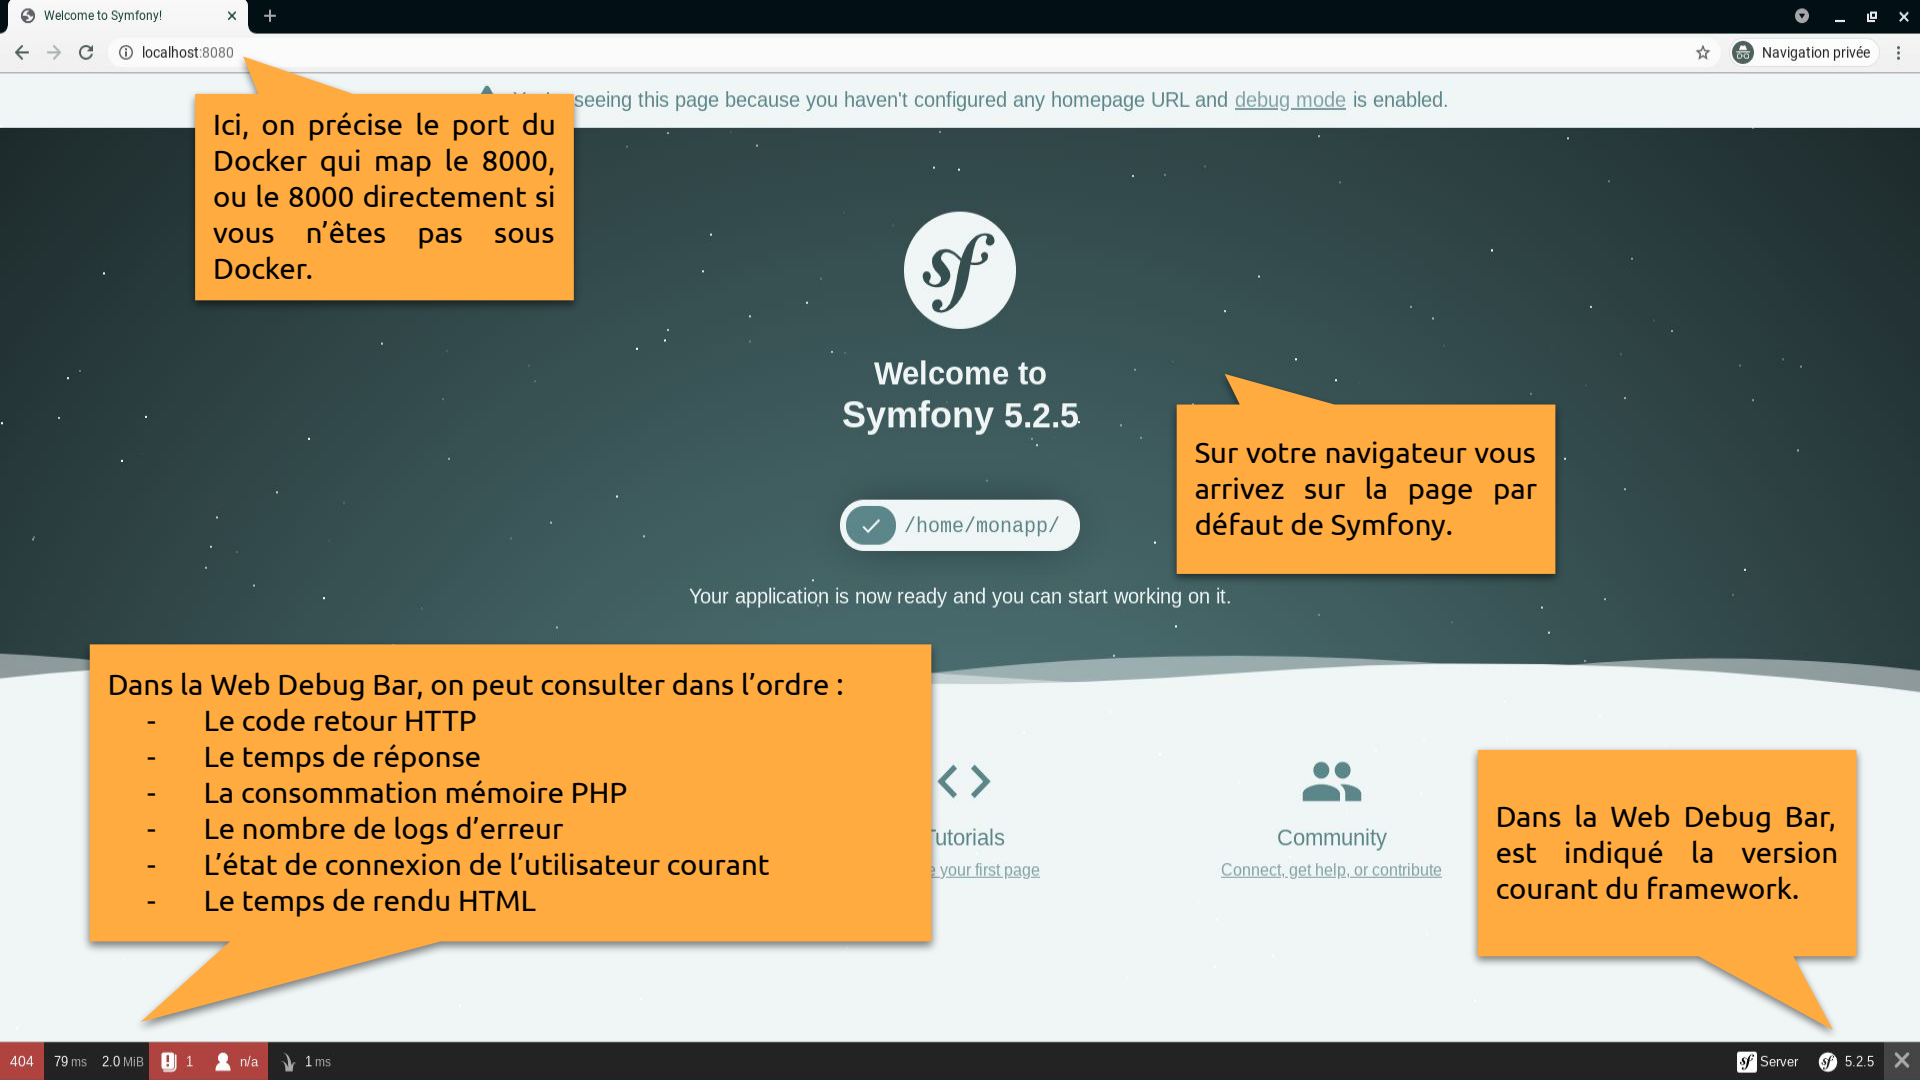 Welcome to Symfony!
localhost:8080
Navigation privée
seeing this page because you haven't configured any homepage URL and debug mode is enabled.
Ici, on précise le port du
Docker qui map le 8000,
ou le 8000 directement si
vous n’êtes pas sous
Docker.
sf
Welcome to
Symfony 5.2.5
Sur votre navigateur vous
arrivez sur la page par
défaut de Symfony.
/home/monapp/
Your application is now ready and you can start working on it.
Dans la Web Debug Bar, on peut consulter dans l’ordre :
- Le code retour HTTP
- Le temps de réponse
- La consommation mémoire PHP
- Le nombre de logs d’erreur
- L’état de connexion de l’utilisateur courant
- Le temps de rendu HTML
Tutorials
your first page
Community
Connect, get help, or contribute
Dans la Web Debug Bar,
est indiqué la version
courant du framework.
404 79 ms 2.0 MiB 1 n/a 1 ms
sf Server sf 5.2.5